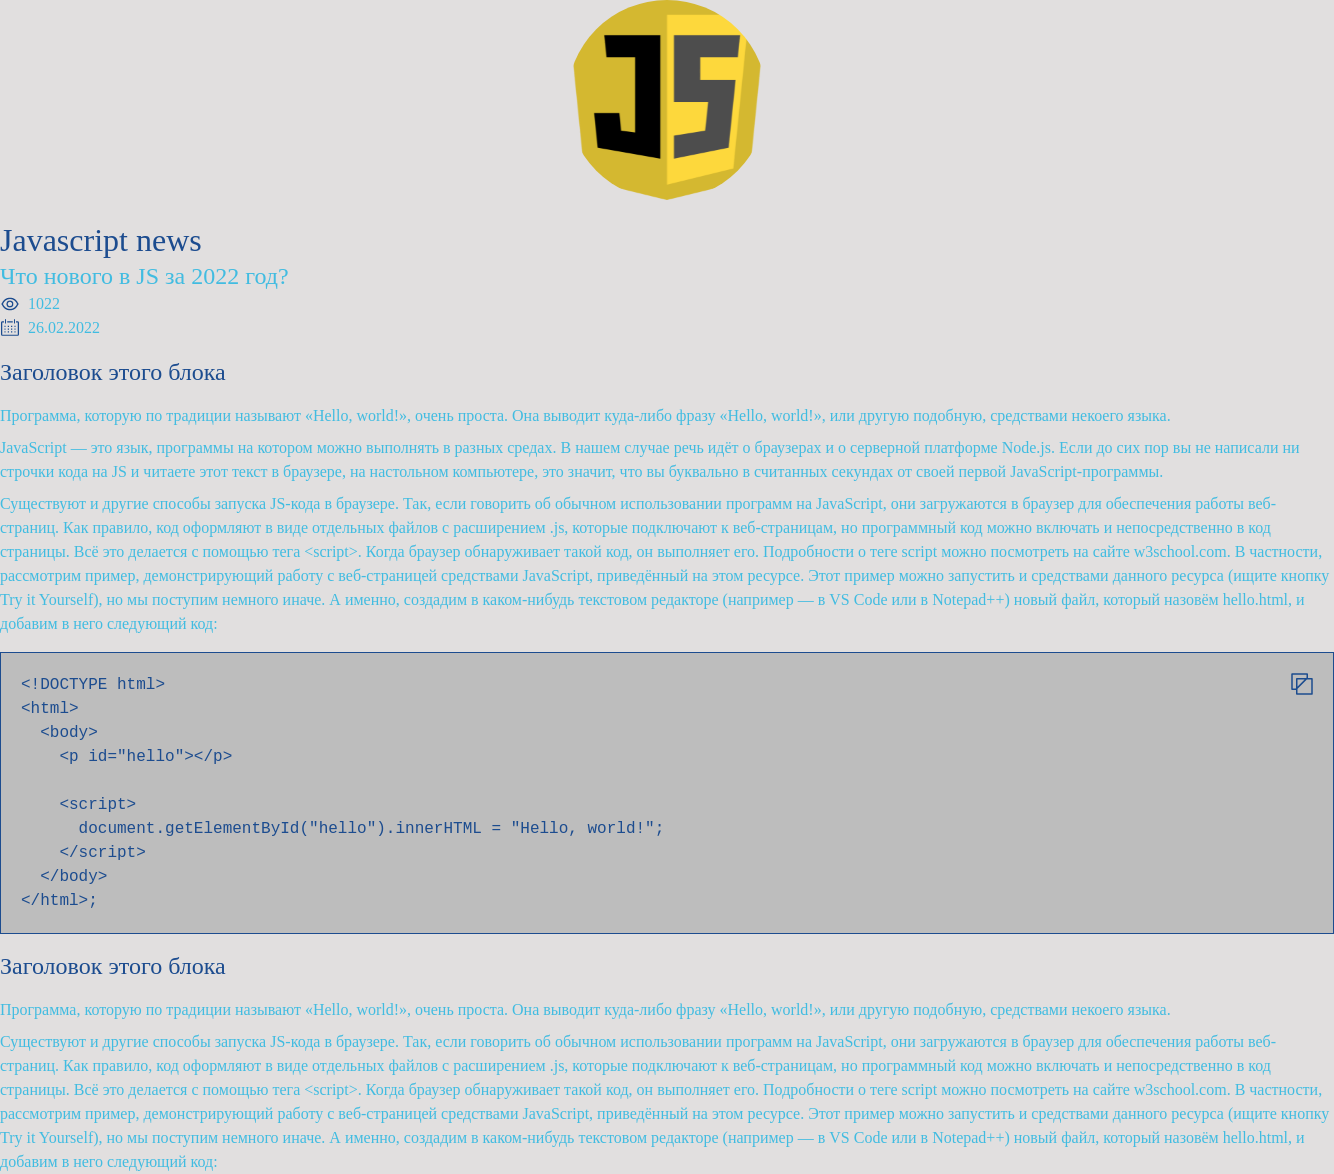 JS
Javascript news
Что нового в JS за 2022 год?
1022
26.02.2022
Заголовок этого блока
Программа, которую по традиции называют «Hello, world!», очень проста. Она выводит куда-либо фразу «Hello, world!», или другую подобную, средствами некоего языка.
JavaScript — это язык, программы на котором можно выполнять в разных средах. В нашем случае речь идёт о браузерах и о серверной платформе Node.js. Если до сих пор вы не написали ни
строчки кода на JS и читаете этот текст в браузере, на настольном компьютере, это значит, что вы буквально в считанных секундах от своей первой JavaScript-программы.
Существуют и другие способы запуска JS-кода в браузере. Так, если говорить об обычном использовании программ на JavaScript, они загружаются в браузер для обеспечения работы веб-
страниц. Как правило, код оформляют в виде отдельных файлов с расширением .js, которые подключают к веб-страницам, но программный код можно включать и непосредственно в код
страницы. Всё это делается с помощью тега <script>. Когда браузер обнаруживает такой код, он выполняет его. Подробности о теге script можно посмотреть на сайте w3school.com. В частности,
рассмотрим пример, демонстрирующий работу с веб-страницей средствами JavaScript, приведённый на этом ресурсе. Этот пример можно запустить и средствами данного ресурса (ищите кнопку
Try it Yourself), но мы поступим немного иначе. А именно, создадим в каком-нибудь текстовом редакторе (например — в VS Code или в Notepad++) новый файл, который назовём hello.html, и
добавим в него следующий код:
<!DOCTYPE html>
<html>
  <body>
    <p id="hello"></p>
    <script>
      document.getElementById("hello").innerHTML = "Hello, world!";
    </script>
  </body>
</html>;
Заголовок этого блока
Программа, которую по традиции называют «Hello, world!», очень проста. Она выводит куда-либо фразу «Hello, world!», или другую подобную, средствами некоего языка.
Существуют и другие способы запуска JS-кода в браузере. Так, если говорить об обычном использовании программ на JavaScript, они загружаются в браузер для обеспечения работы веб-
страниц. Как правило, код оформляют в виде отдельных файлов с расширением .js, которые подключают к веб-страницам, но программный код можно включать и непосредственно в код
страницы. Всё это делается с помощью тега <script>. Когда браузер обнаруживает такой код, он выполняет его. Подробности о теге script можно посмотреть на сайте w3school.com. В частности,
рассмотрим пример, демонстрирующий работу с веб-страницей средствами JavaScript, приведённый на этом ресурсе. Этот пример можно запустить и средствами данного ресурса (ищите кнопку
Try it Yourself), но мы поступим немного иначе. А именно, создадим в каком-нибудь текстовом редакторе (например — в VS Code или в Notepad++) новый файл, который назовём hello.html, и
добавим в него следующий код: